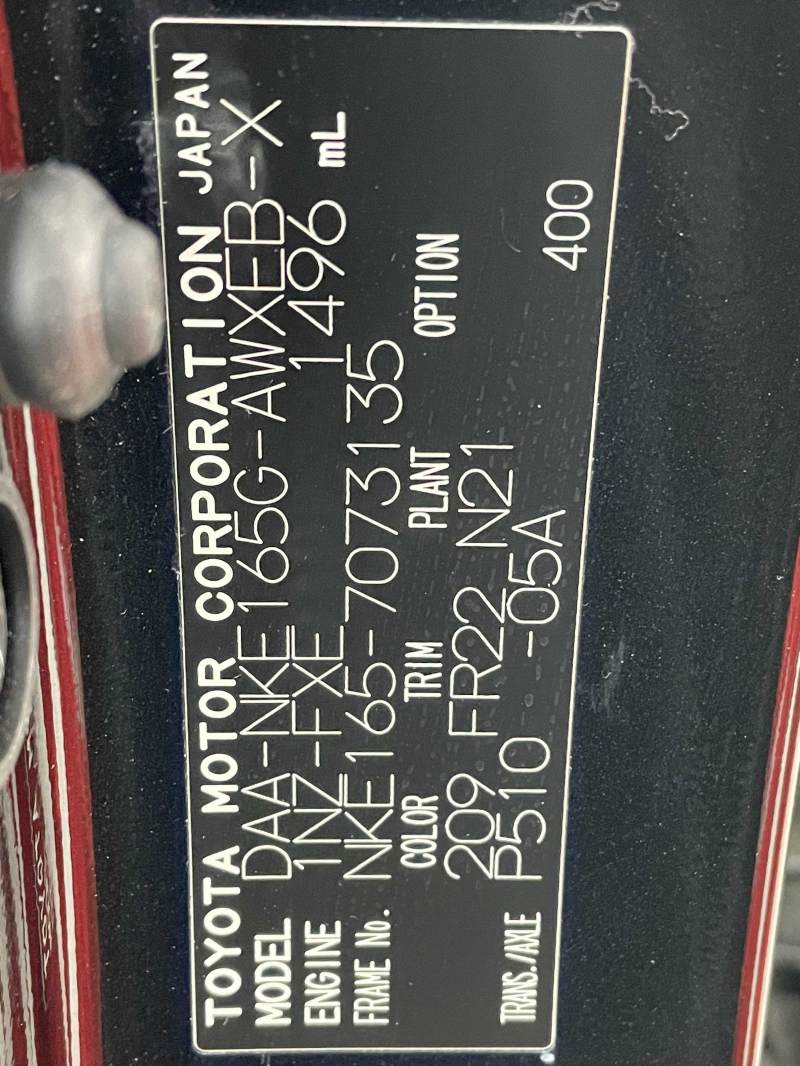 TOYOTA MOTOR CORPORATION JAPAN
MODEL DAA-NKE165G-AWXEB-X
ENGINE 1NZ-FXE 1496 mL
FRAME No. NKE165-7073135
COLOR TRIM PLANT OPTION
209 FR22 N21
TRANS./AXLE P510 -05A 400